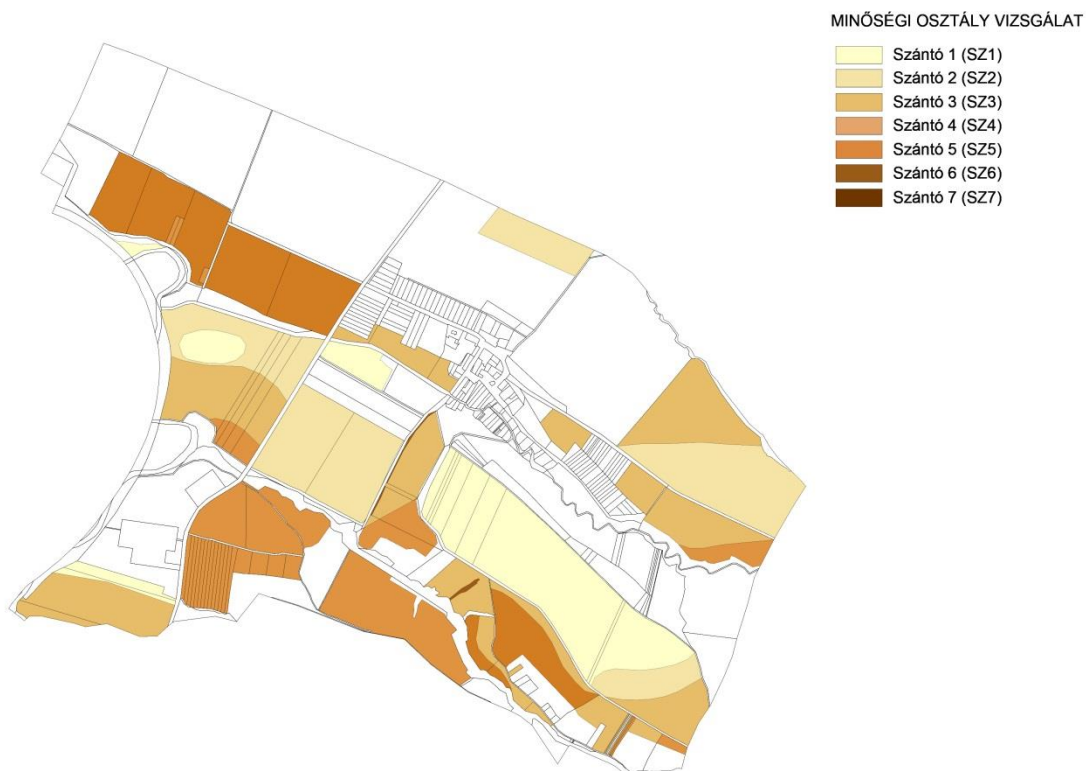 MINŐSÉGI OSZTÁLY VIZSGÁLAT
Szántó 1 (SZ1)
Szántó 2 (SZ2)
Szántó 3 (SZ3)
Szántó 4 (SZ4)
Szántó 5 (SZ5)
Szántó 6 (SZ6)
Szántó 7 (SZ7)